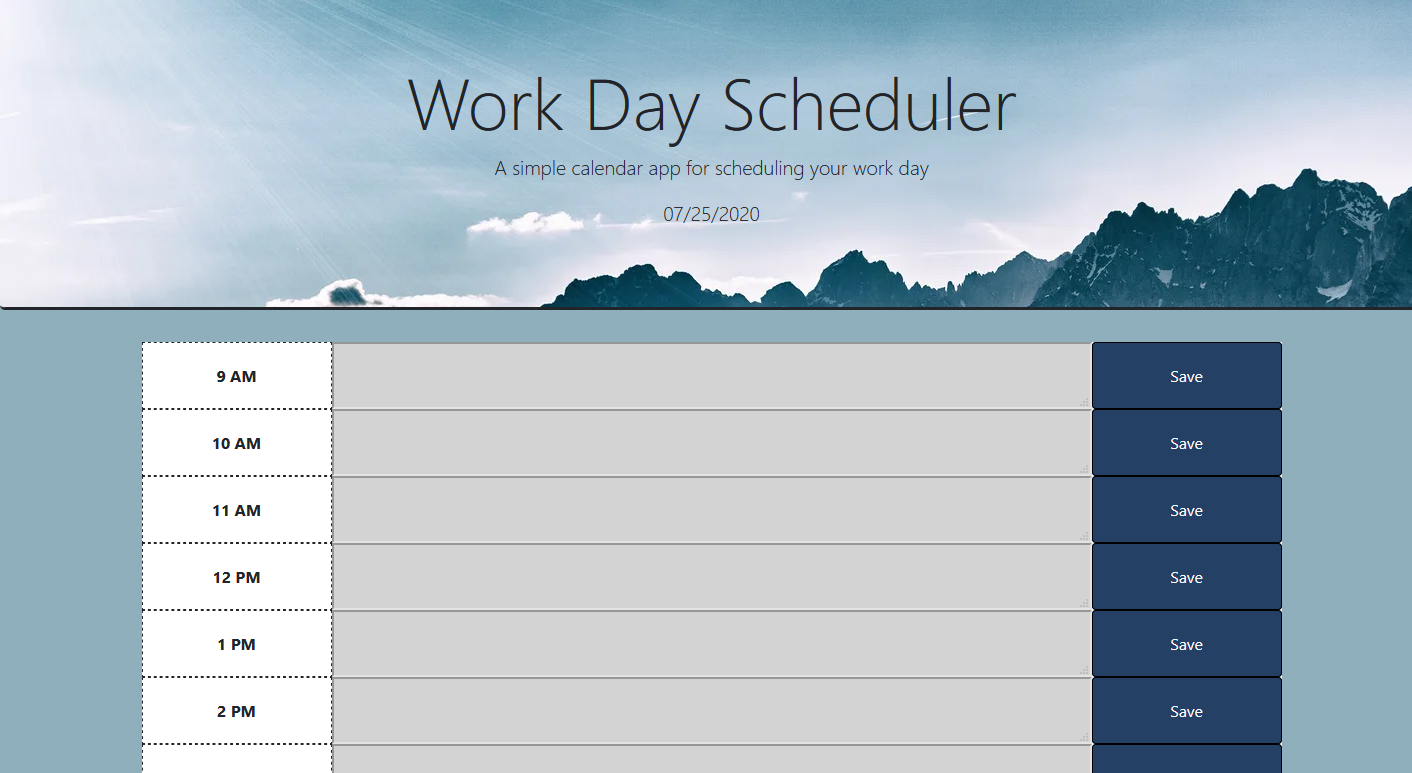 Work Day Scheduler
A simple calendar app for scheduling your work day
07/25/2020
9 AM
Save
10 AM
Save
11 AM
Save
12 PM
Save
1 PM
Save
2 PM
Save